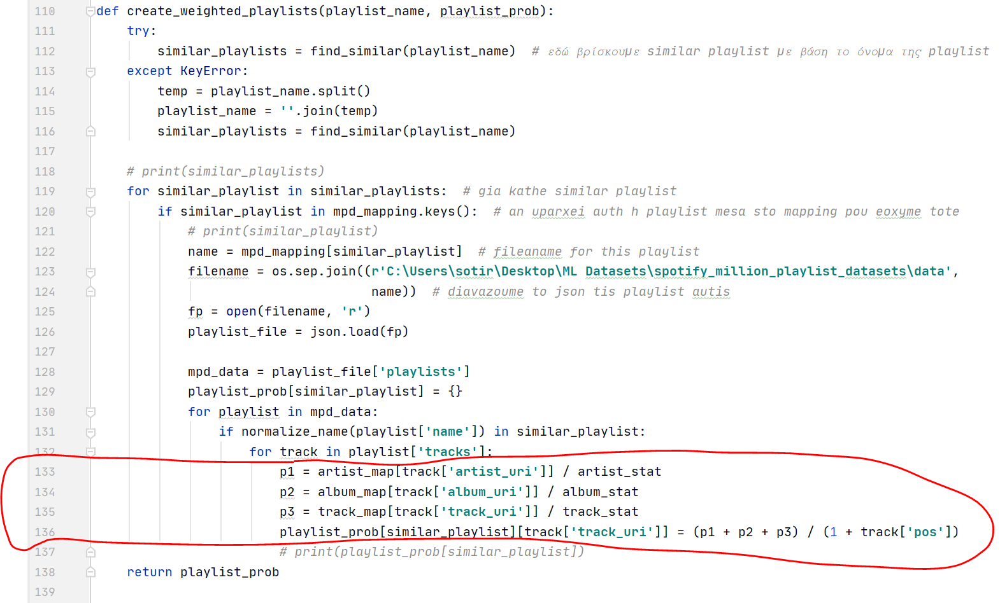 110 def create_weighted_playlists(playlist_name, playlist_prob):
111 try:
112 similar_playlists = find_similar(playlist_name) # εδώ βρίσκουμε similar playlist με βάση το όνομα της playlist
113 except KeyError:
114 temp = playlist_name.split()
115 playlist_name = ''.join(temp)
116 similar_playlists = find_similar(playlist_name)
117
118 # print(similar_playlists)
119 for similar_playlist in similar_playlists: # gia kathe similar playlist
120 if similar_playlist in mpd_mapping.keys(): # an uparxei auth h playlist mesa sto mapping pou eoxyme tote
121 # print(similar_playlist)
122 name = mpd_mapping[similar_playlist] # fileaname for this playlist
123 filename = os.sep.join((r'C:\Users\sotir\Desktop\ML Datasets\spotify_million_playlist_datasets\data',
124 name)) # diavazoume to json tis playlist autis
125 fp = open(filename, 'r')
126 playlist_file = json.load(fp)
127
128 mpd_data = playlist_file['playlists']
129 playlist_prob[similar_playlist] = {}
130 for playlist in mpd_data:
131 if normalize_name(playlist['name']) in similar_playlist:
132 for track in playlist['tracks']:
133 p1 = artist_map[track['artist_uri']] / artist_stat
134 p2 = album_map[track['album_uri']] / album_stat
135 p3 = track_map[track['track_uri']] / track_stat
136 playlist_prob[similar_playlist][track['track_uri']] = (p1 + p2 + p3) / (1 + track['pos'])
137 # print(playlist_prob[similar_playlist])
138 return playlist_prob
139